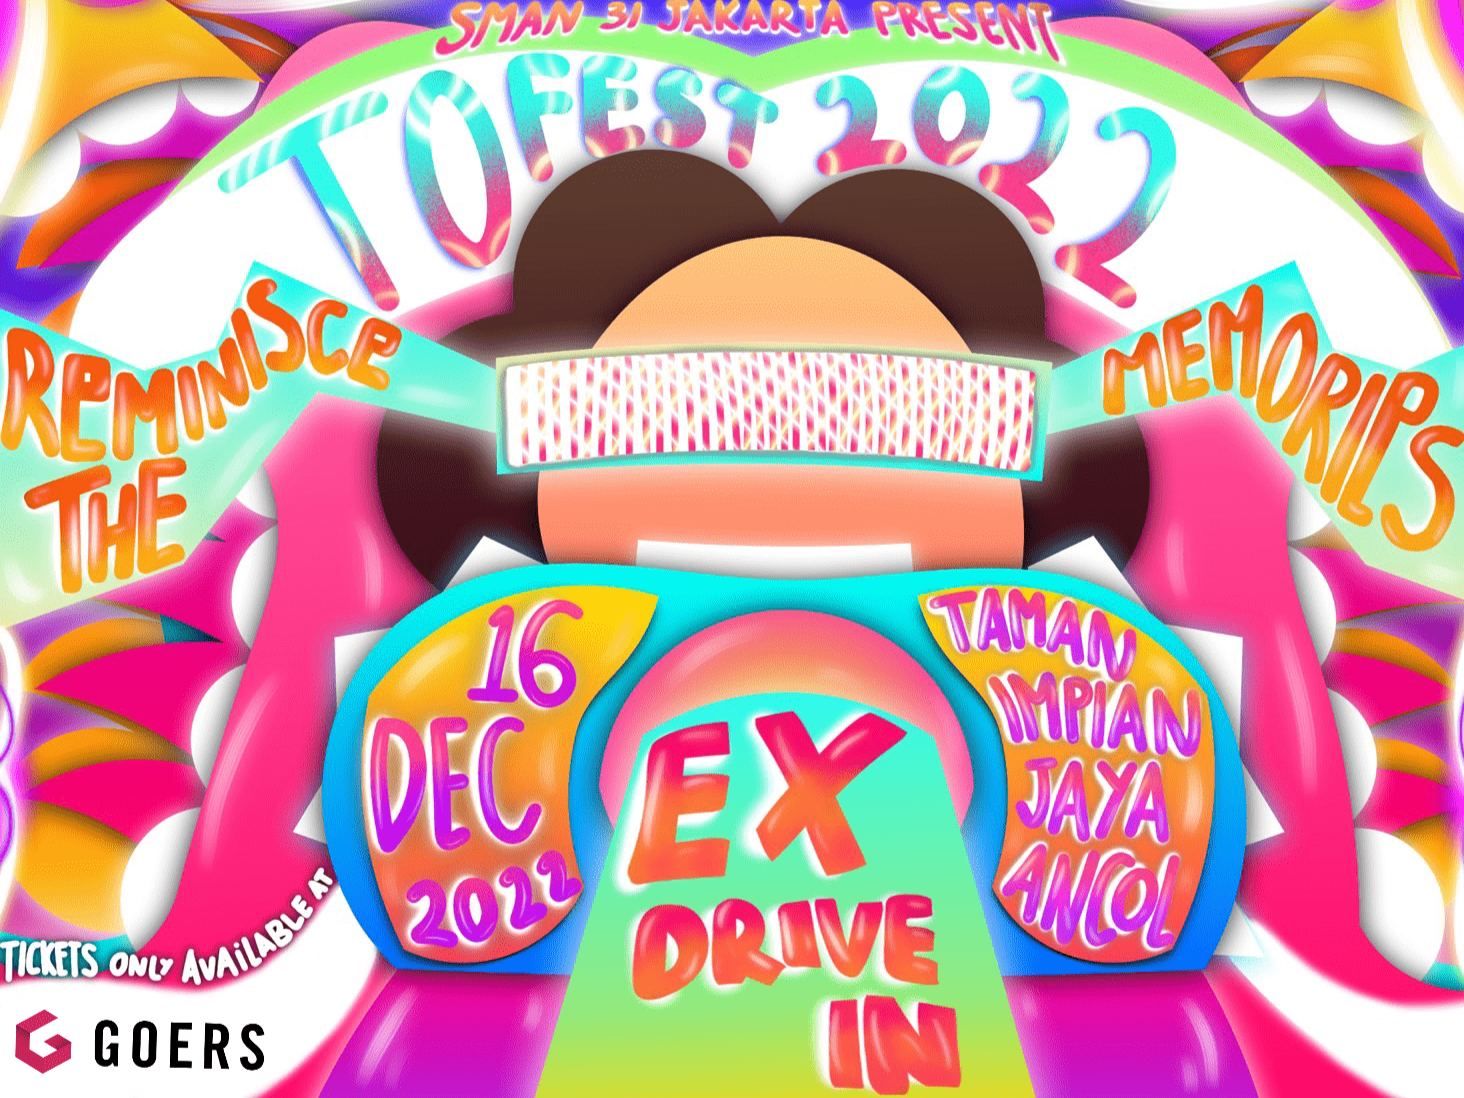 SMAN 31 JAKARTA PRESENT
TOFEST 2022
REMINISCE
THE
MEMORIES
16
DEC
2022
TAMAN
IMPIAN
JAYA
ANCOL
EX
DRIVE
IN
TICKETS ONLY AVAILABLE AT
GOERS